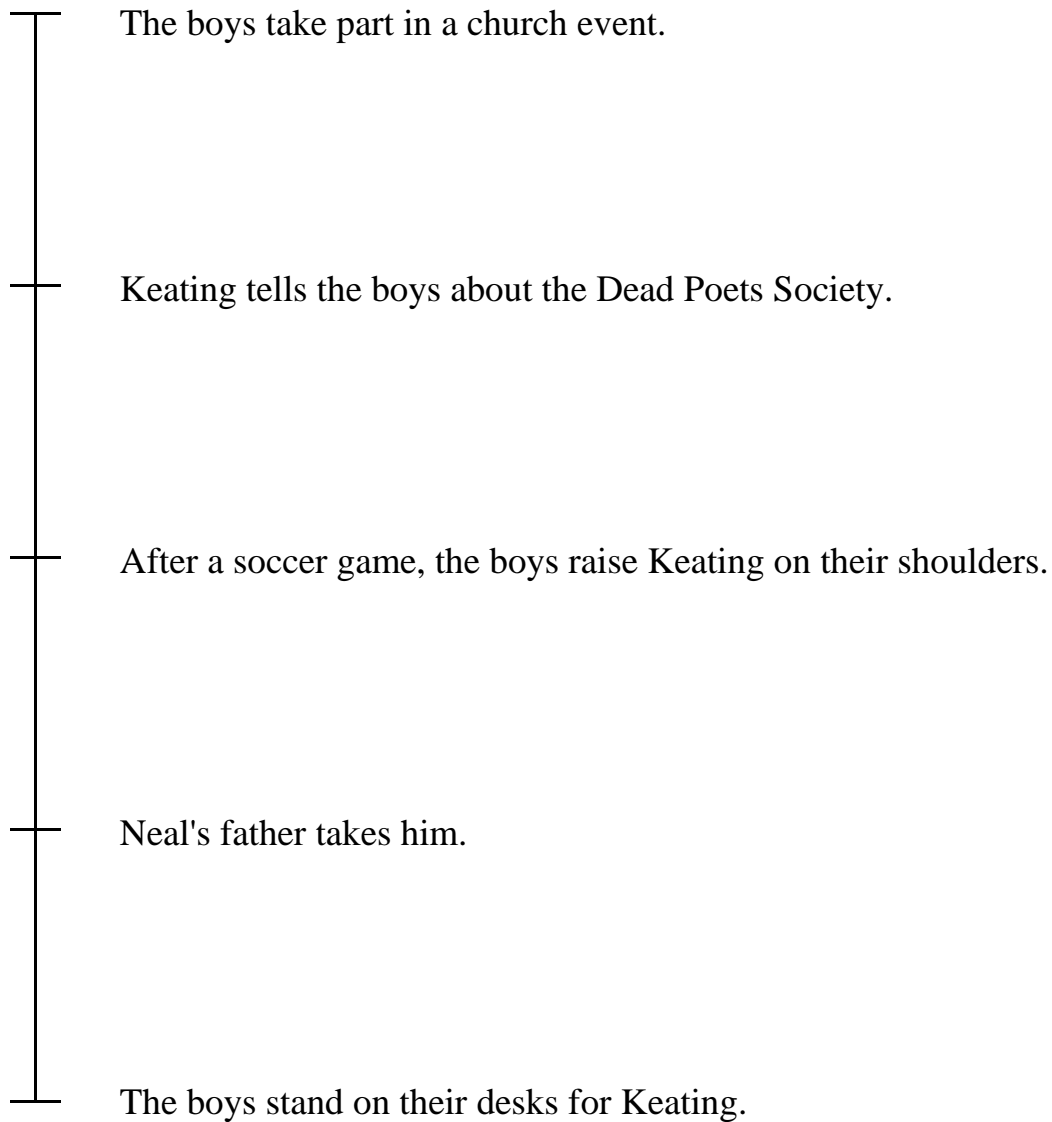 The boys take part in a church event.
Keating tells the boys about the Dead Poets Society.
After a soccer game, the boys raise Keating on their shoulders.
Neal's father takes him.
The boys stand on their desks for Keating.